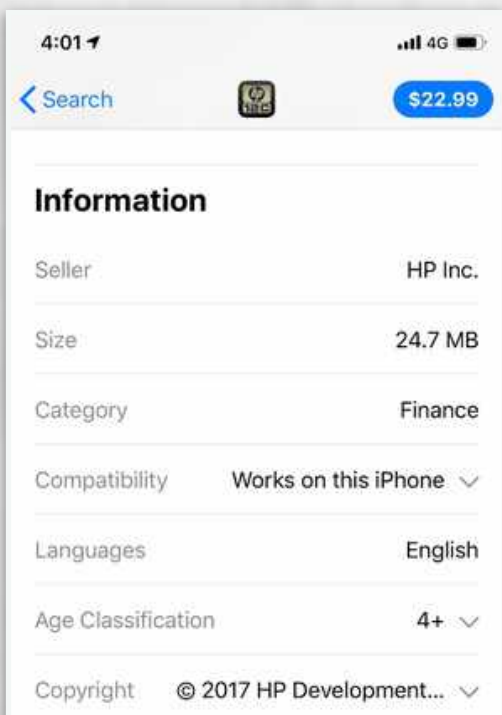 4:01
4G
Search
$22.99
Information
Seller HP Inc.
Size 24.7 MB
Category Finance
Compatibility Works on this iPhone
Languages English
Age Classification 4+
Copyright © 2017 HP Development...